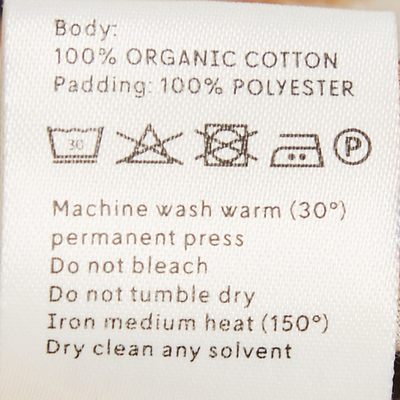 Body:
100% ORGANIC COTTON
Padding: 100% POLYESTER
30 P
Machine wash warm (30°)
permanent press
Do not bleach
Do not tumble dry
Iron medium heat (150°)
Dry clean any solvent